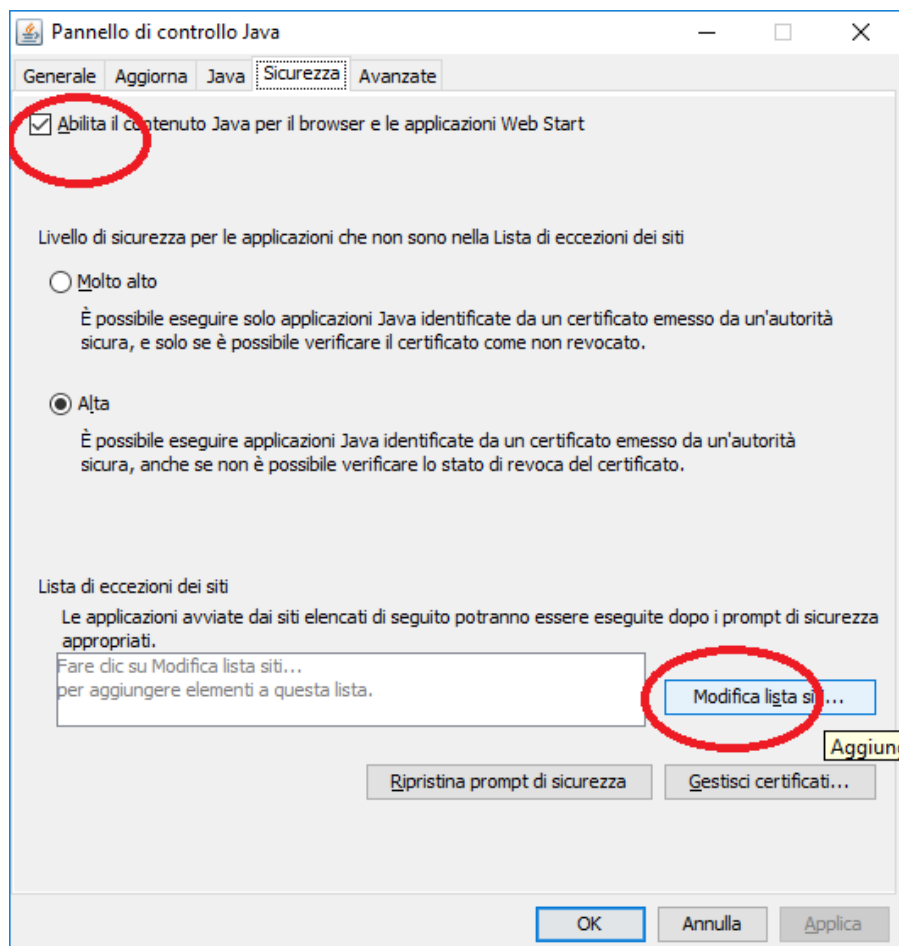 Pannello di controllo Java
Generale Aggiorna Java Sicurezza Avanzate
Abilita il contenuto Java per il browser e le applicazioni Web Start
Livello di sicurezza per le applicazioni che non sono nella Lista di eccezioni dei siti
Molto alto
È possibile eseguire solo applicazioni Java identificate da un certificato emesso da un'autorità
sicura, e solo se è possibile verificare il certificato come non revocato.
Alta
È possibile eseguire applicazioni Java identificate da un certificato emesso da un'autorità
sicura, anche se non è possibile verificare lo stato di revoca del certificato.
Lista di eccezioni dei siti
Le applicazioni avviate dai siti elencati di seguito potranno essere eseguite dopo i prompt di sicurezza
appropriati.
Fare clic su Modifica lista siti...
per aggiungere elementi a questa lista.
Modifica lista si...
Aggiun
Ripristina prompt di sicurezza Gestisci certificati...
OK Annulla Applica